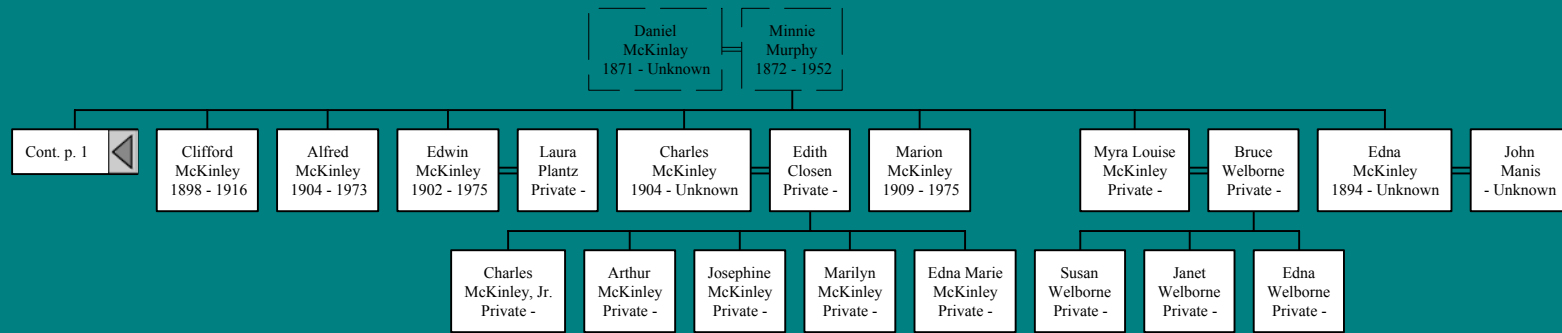 Daniel
McKinlay
1871 - Unknown
Minnie
Murphy
1872 - 1952
Cont. p. 1
Clifford
McKinley
1898 - 1916
Alfred
McKinley
1904 - 1973
Edwin
McKinley
1902 - 1975
Laura
Plantz
Private -
Charles
McKinley
1904 - Unknown
Edith
Closen
Private -
Marion
McKinley
1909 - 1975
Myra Louise
McKinley
Private -
Bruce
Welborne
Private -
Edna
McKinley
1894 - Unknown
John
Manis
- Unknown
Charles
McKinley, Jr.
Private -
Arthur
McKinley
Private -
Josephine
McKinley
Private -
Marilyn
McKinley
Private -
Edna Marie
McKinley
Private -
Susan
Welborne
Private -
Janet
Welborne
Private -
Edna
Welborne
Private -